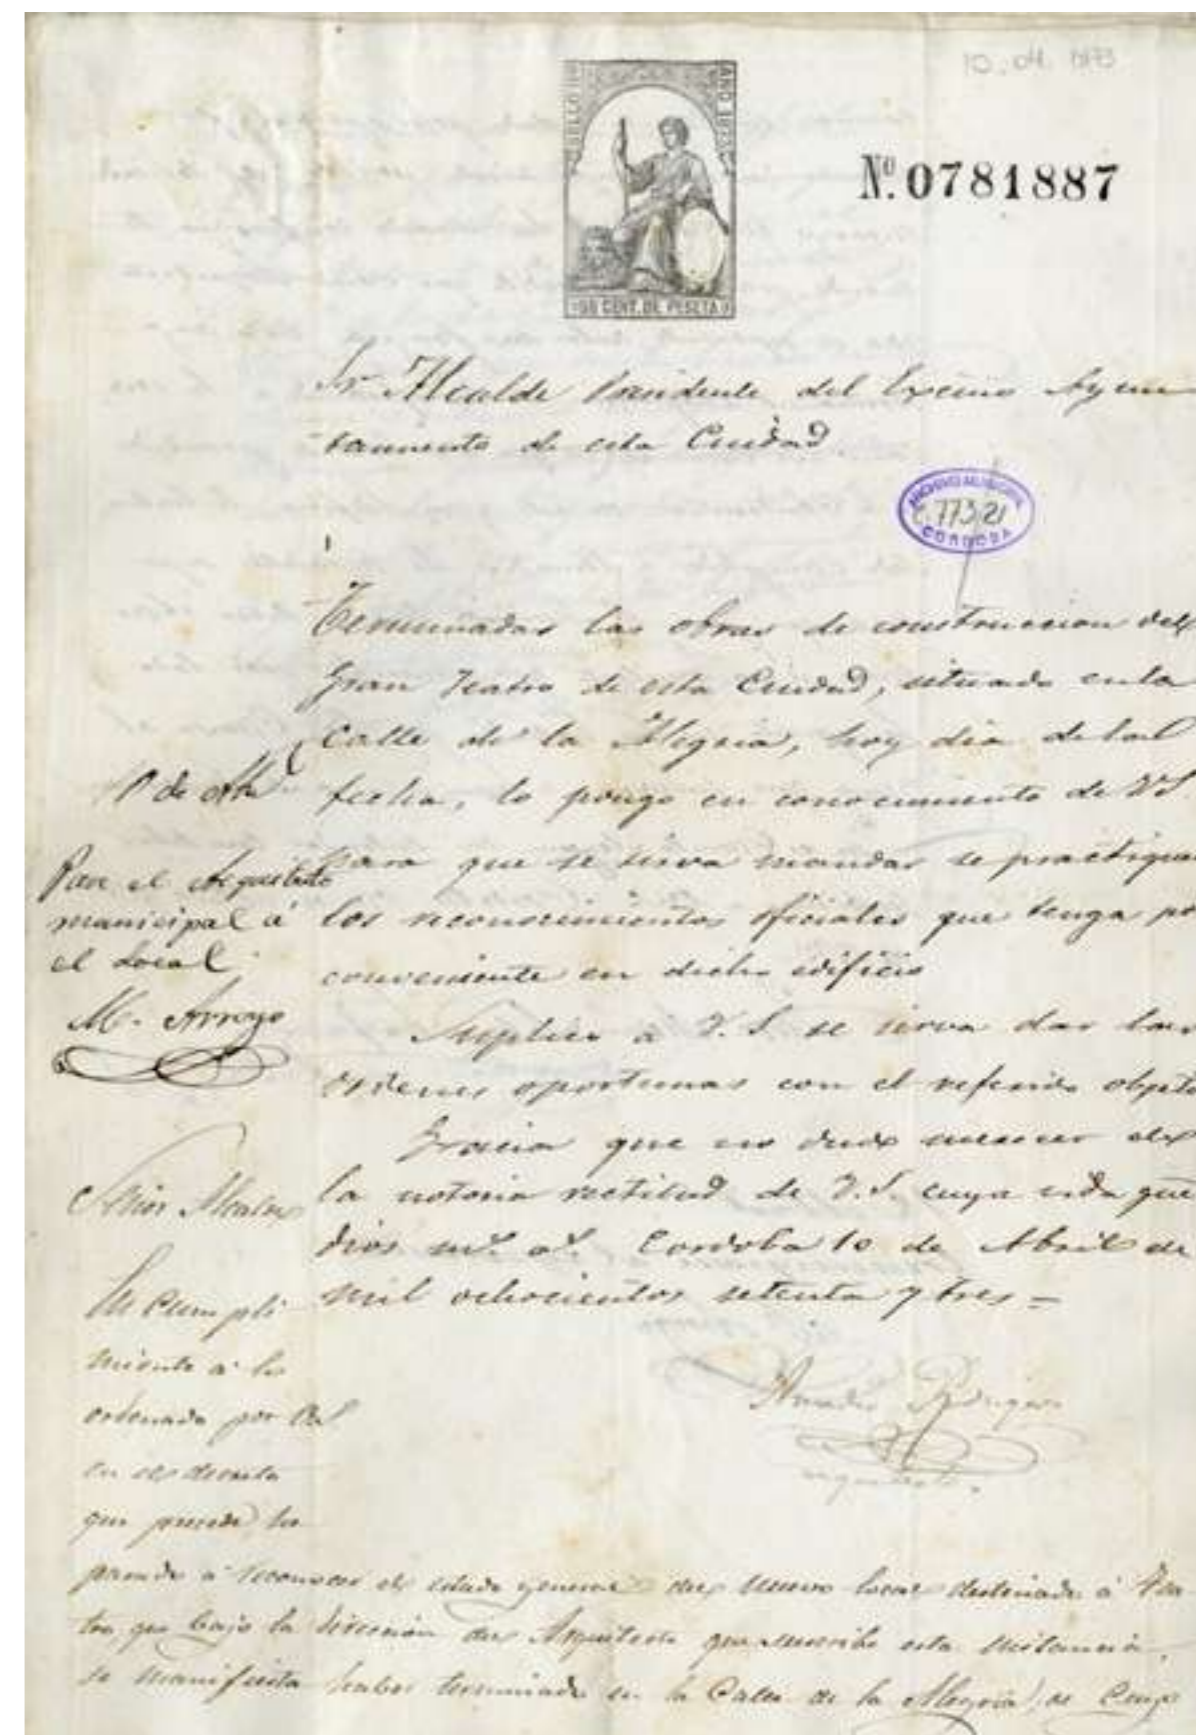 10.04.1873
SELLO 11º
AÑO 1873
50 CENT. DE PESETA
Nº. 0781887
Sr Alcalde Presidente del Excmo Ayun
tamiento de esta Ciudad.
ARCHIVO MUNICIPAL
C. 773/21
CORDOBA
Terminadas las obras de construccion del
Gran Teatro de esta Ciudad, situado en la
Calle de la Alegria, hoy dia de la
fecha, lo pongo en conocimiento de V.S.
para que se sirva mandar se practiquen
los reconocimientos oficiales que tenga por
conveniente en dicho edificio
Suplico a V.S. se sirva dar las
ordenes oportunas con el referido objeto
Gracia que no dudo merecer de
la notoria rectitud de V.S. cuya vida gue
Dios ms. as. Cordoba 10 de Abril de
mil ochocientos setenta y tres=
Amadeo Rodriguez
Arquitecto.
Pase el Arquitecto
municipal á
el local
M. Arroyo
Señor Alcalde
En cumpli
miento a lo
ordenado por
en el decreto
que precede he
pasado á reconocer el estado general del nuevo local destinado á Tea
tro que bajo la direccion del Arquitecto que suscribe esta instancia,
se manifiesta haber terminado en la Calle de la Alegria, de